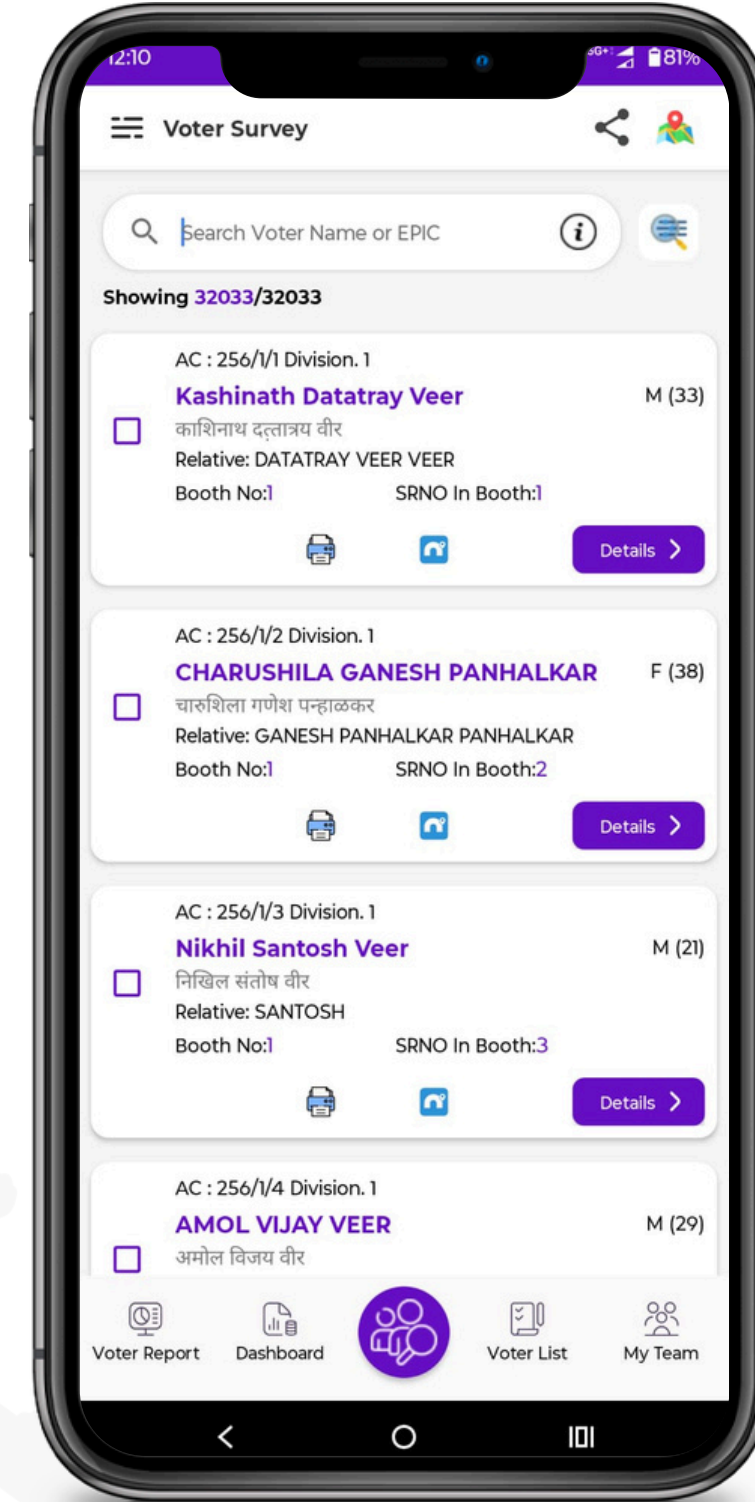 12:10
5G+ 81%
Voter Survey
Search Voter Name or EPIC
Showing 32033/32033
AC : 256/1/1 Division. 1
Kashinath Datatray Veer M (33)
काशिनाथ दत्तात्रय वीर
Relative: DATATRAY VEER VEER
Booth No:1 SRNO In Booth:1
Details
AC : 256/1/2 Division. 1
CHARUSHILA GANESH PANHALKAR F (38)
चारुशिला गणेश पन्हाळकर
Relative: GANESH PANHALKAR PANHALKAR
Booth No:1 SRNO In Booth:2
Details
AC : 256/1/3 Division. 1
Nikhil Santosh Veer M (21)
निखिल संतोष वीर
Relative: SANTOSH
Booth No:1 SRNO In Booth:3
Details
AC : 256/1/4 Division. 1
AMOL VIJAY VEER M (29)
अमोल विजय वीर
Voter Report Dashboard Voter List My Team